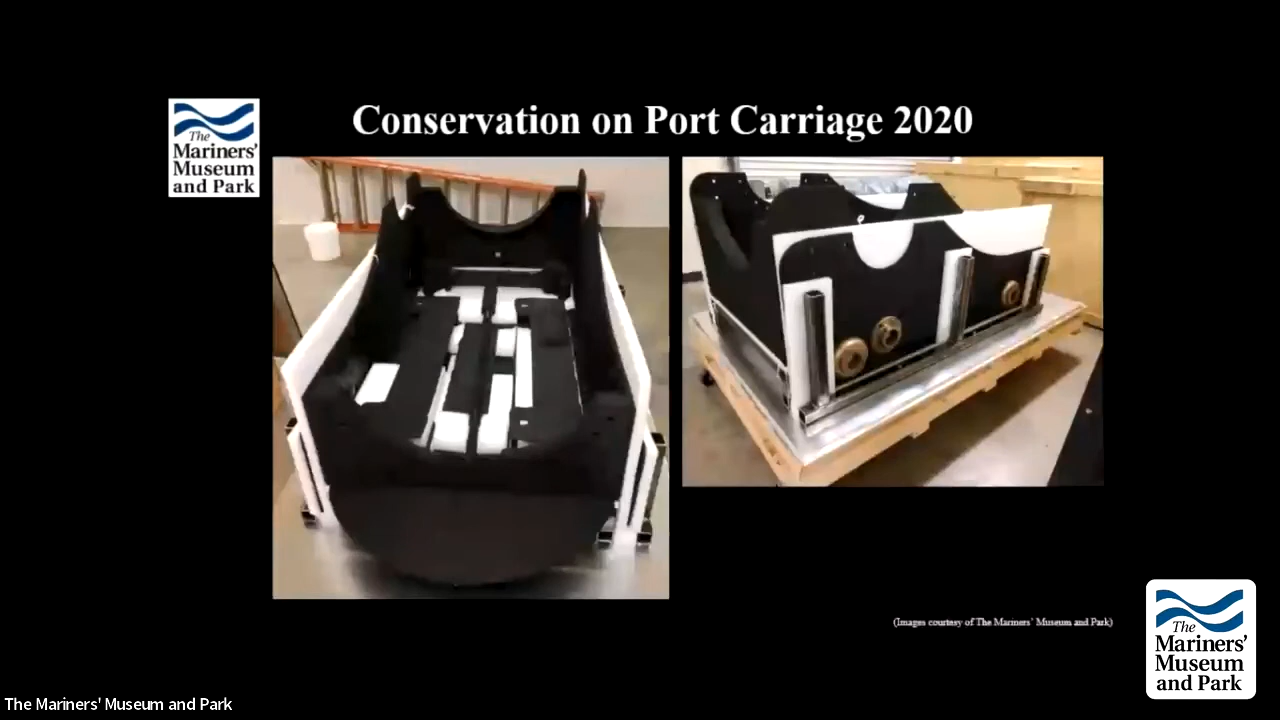 The
Mariners'
Museum
and Park
Conservation on Port Carriage 2020
(Images courtesy of The Mariners' Museum and Park)
The
Mariners'
Museum
and Park
The Mariners' Museum and Park